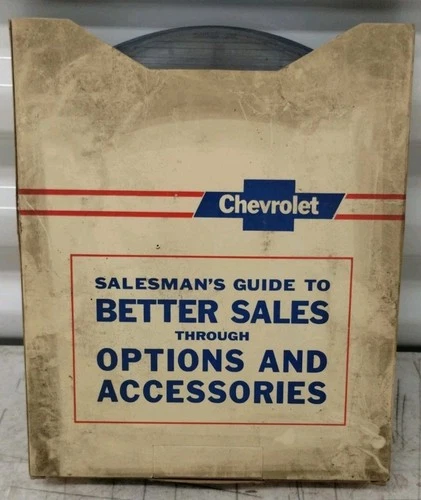 Chevrolet
SALESMAN'S GUIDE TO
BETTER SALES
THROUGH
OPTIONS AND
ACCESSORIES